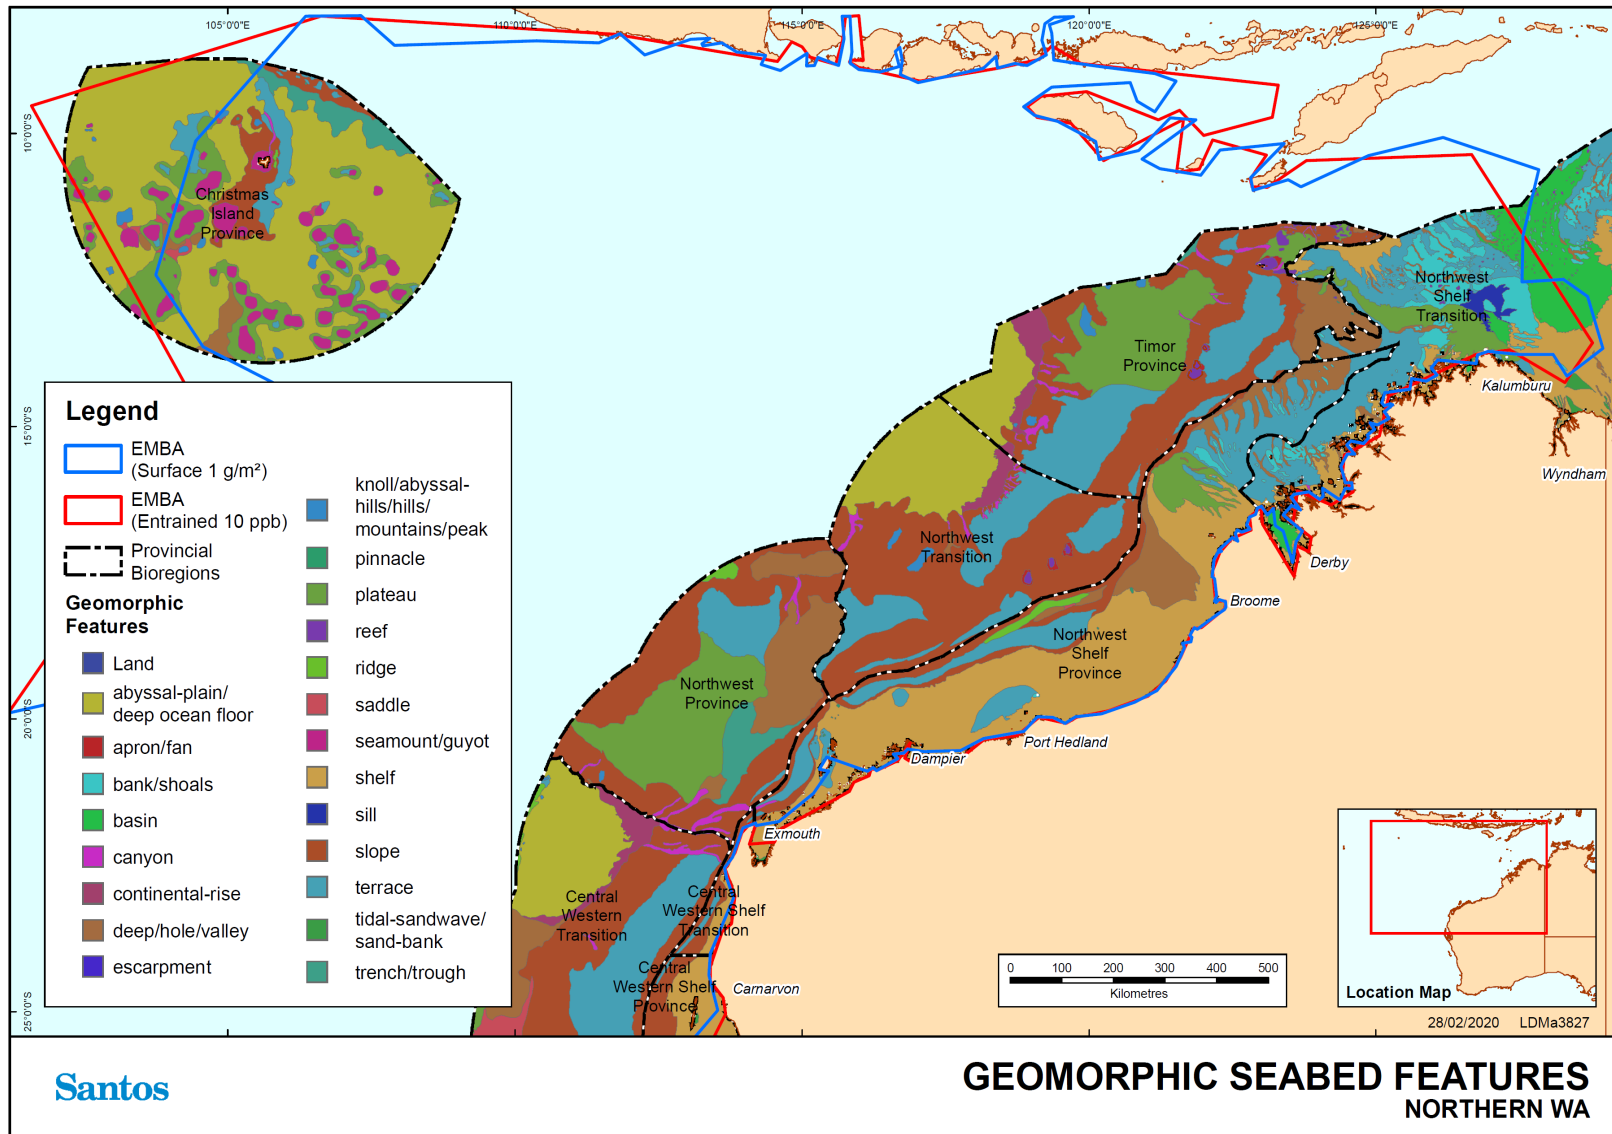 105°0'0"E
110°0'0"E
115°0'0"E
120°0'0"E
125°0'0"E
10°0'0"S
15°0'0"S
20°0'0"S
25°0'0"S
Christmas
Island
Province
Northwest
Shelf
Transition
Timor
Province
Kalumburu
Wyndham
Northwest
Transition
Derby
Broome
Northwest
Shelf
Province
Northwest
Province
Port Hedland
Dampier
Exmouth
Central
Western
Transition
Central
Western Shelf
Transition
Central
Western Shelf
Province
Carnarvon
Legend
EMBA
(Surface 1 g/m²)
EMBA
(Entrained 10 ppb)
Provincial
Bioregions
Geomorphic
Features
Land
abyssal-plain/
deep ocean floor
apron/fan
bank/shoals
basin
canyon
continental-rise
deep/hole/valley
escarpment
knoll/abyssal-
hills/hills/
mountains/peak
pinnacle
plateau
reef
ridge
saddle
seamount/guyot
shelf
sill
slope
terrace
tidal-sandwave/
sand-bank
trench/trough
0 100 200 300 400 500
Kilometres
Location Map
28/02/2020 LDMa3827
Santos
GEOMORPHIC SEABED FEATURES
NORTHERN WA